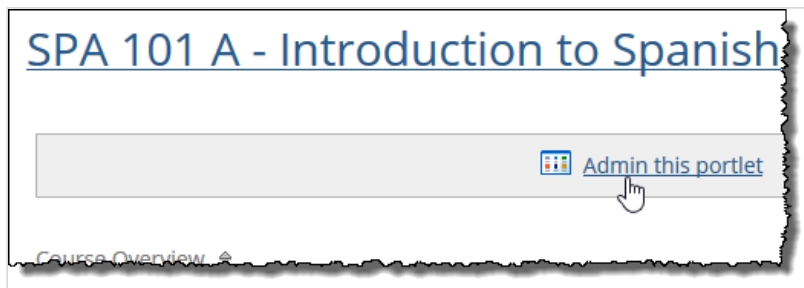 SPA 101 A - Introduction to Spanish
Admin this portlet
Course Overview